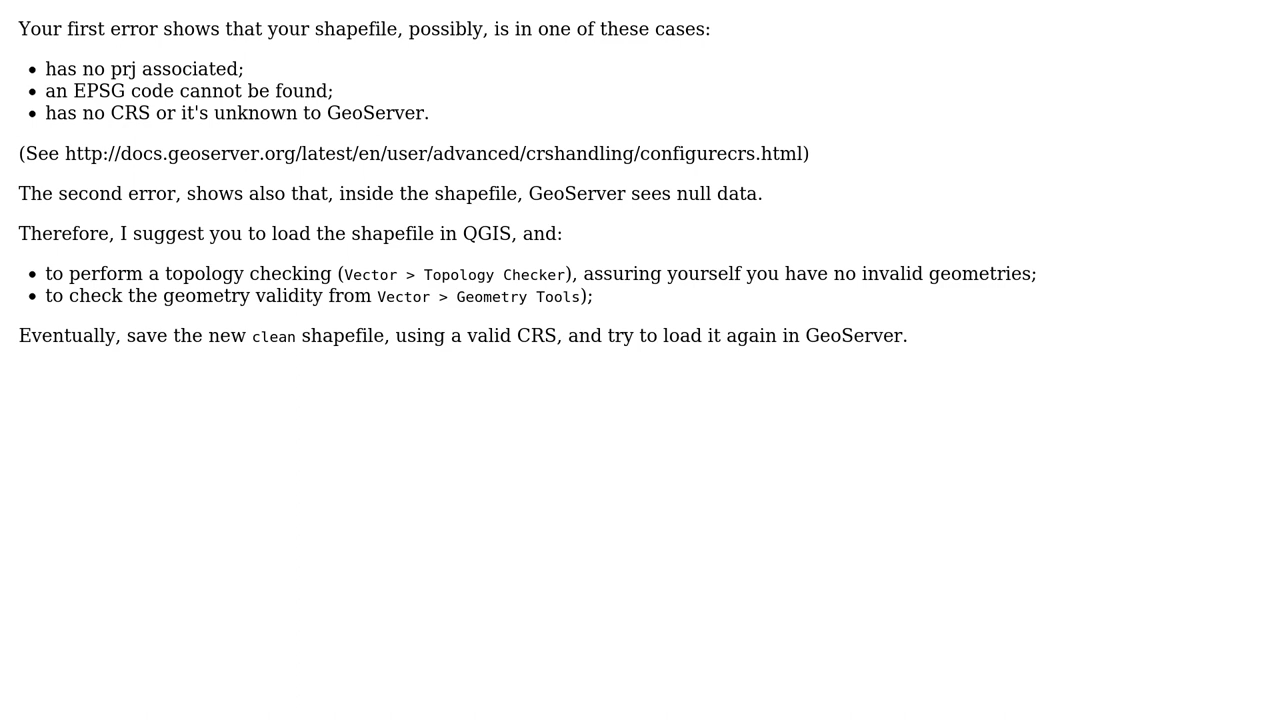 Your first error shows that your shapefile, possibly, is in one of these cases:
• has no prj associated;
• an EPSG code cannot be found;
• has no CRS or it's unknown to GeoServer.
(See http://docs.geoserver.org/latest/en/user/advanced/crshandling/configurecrs.html)
The second error, shows also that, inside the shapefile, GeoServer sees null data.
Therefore, I suggest you to load the shapefile in QGIS, and:
• to perform a topology checking (Vector > Topology Checker), assuring yourself you have no invalid geometries;
• to check the geometry validity from Vector > Geometry Tools);
Eventually, save the new clean shapefile, using a valid CRS, and try to load it again in GeoServer.